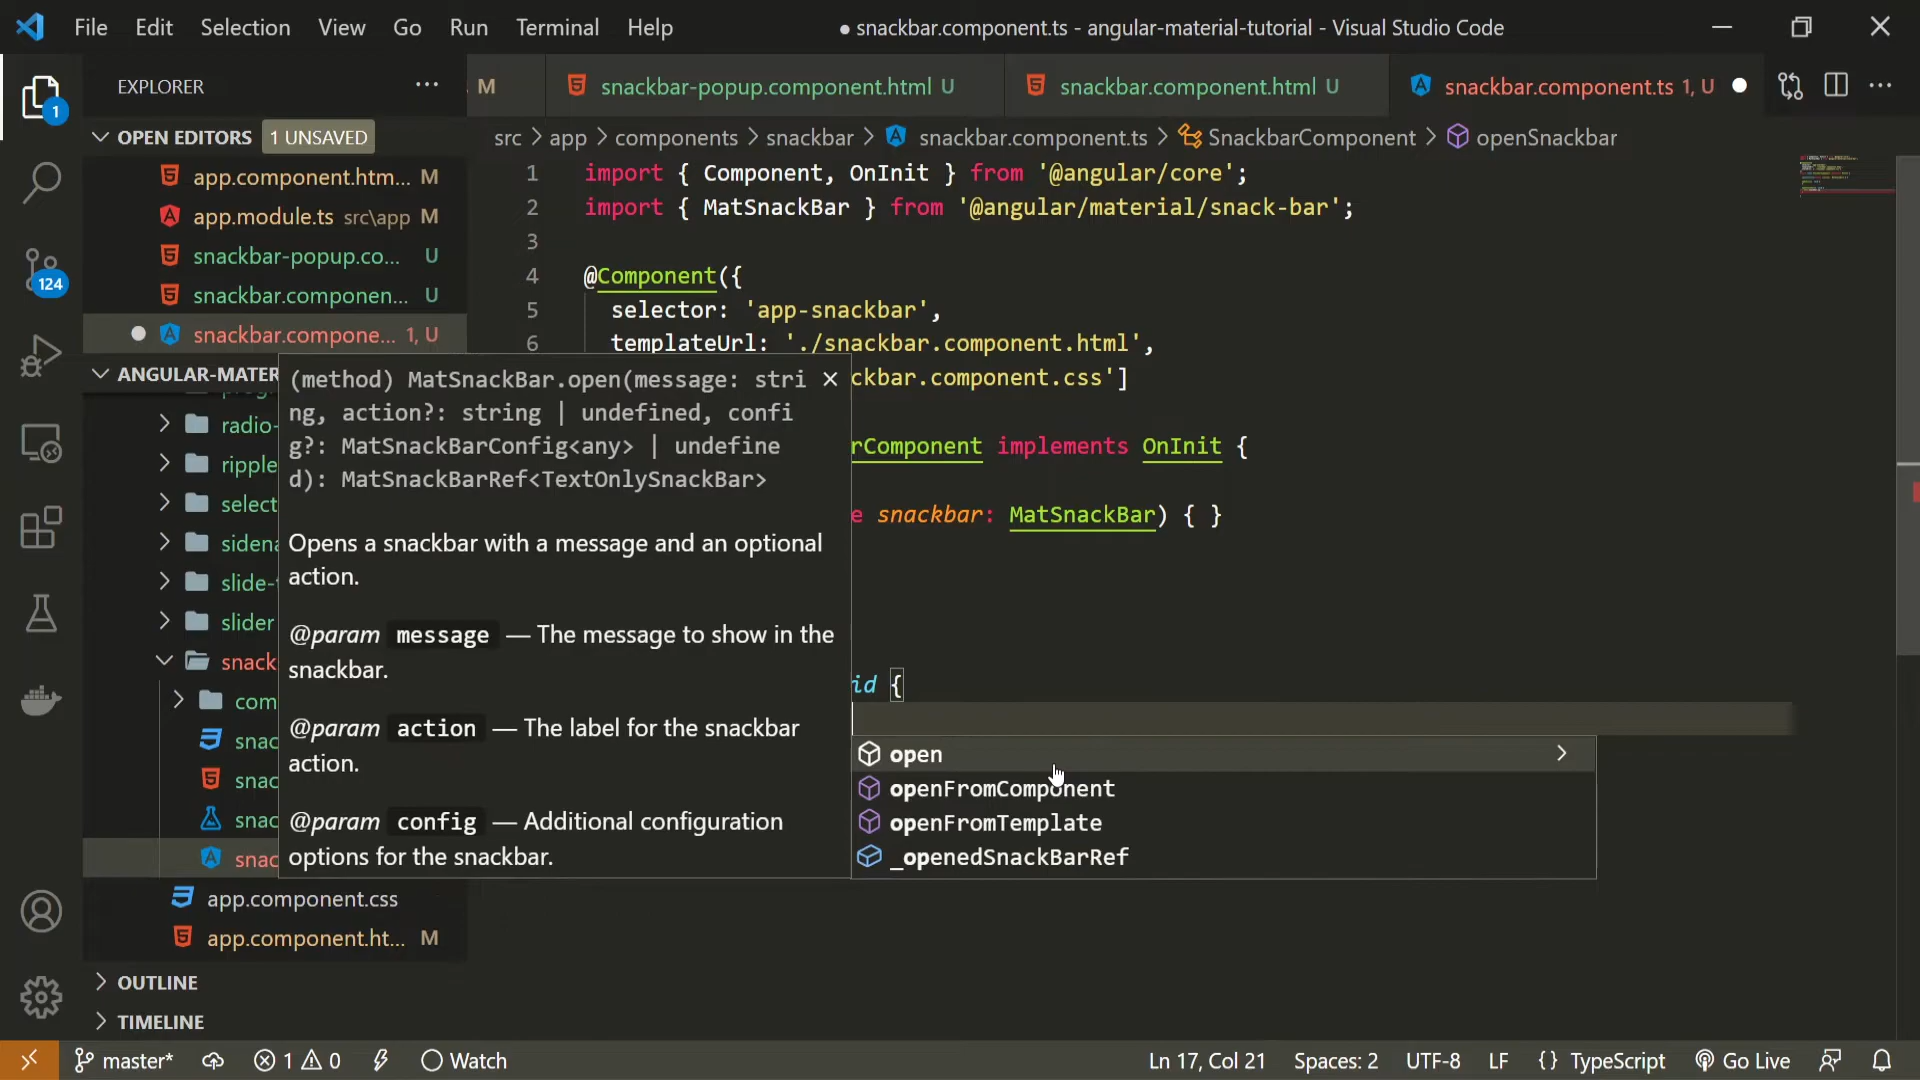 File Edit Selection View Go Run Terminal Help
● snackbar.component.ts - angular-material-tutorial - Visual Studio Code
EXPLORER
M
snackbar-popup.component.html U
snackbar.component.html U
snackbar.component.ts 1, U
OPEN EDITORS 1 UNSAVED
src > app > components > snackbar > snackbar.component.ts > SnackbarComponent > openSnackbar
app.component.htm... M
app.module.ts src\app M
snackbar-popup.co... U
snackbar.componen... U
snackbar.compone... 1, U
1
124
ANGULAR-MATER
radio-
ripple
select
sidena
slide-
slider
snack
com
snac
snac
snac
snac
app.component.css
app.component.ht... M
OUTLINE
TIMELINE
1 import { Component, OnInit } from '@angular/core';
2 import { MatSnackBar } from '@angular/material/snack-bar';
3
4 @Component({
5 selector: 'app-snackbar',
6 templateUrl: './snackbar.component.html',
ckbar.component.css']
rComponent implements OnInit {
e snackbar: MatSnackBar) { }
id {
(method) MatSnackBar.open(message: stri
ng, action?: string | undefined, confi
g?: MatSnackBarConfig<any> | undefine
d): MatSnackBarRef<TextOnlySnackBar>
Opens a snackbar with a message and an optional
action.
@param message — The message to show in the
snackbar.
@param action — The label for the snackbar
action.
@param config — Additional configuration
options for the snackbar.
open
openFromComponent
openFromTemplate
_openedSnackBarRef
master* 1 0 Watch Ln 17, Col 21 Spaces: 2 UTF-8 LF {} TypeScript Go Live